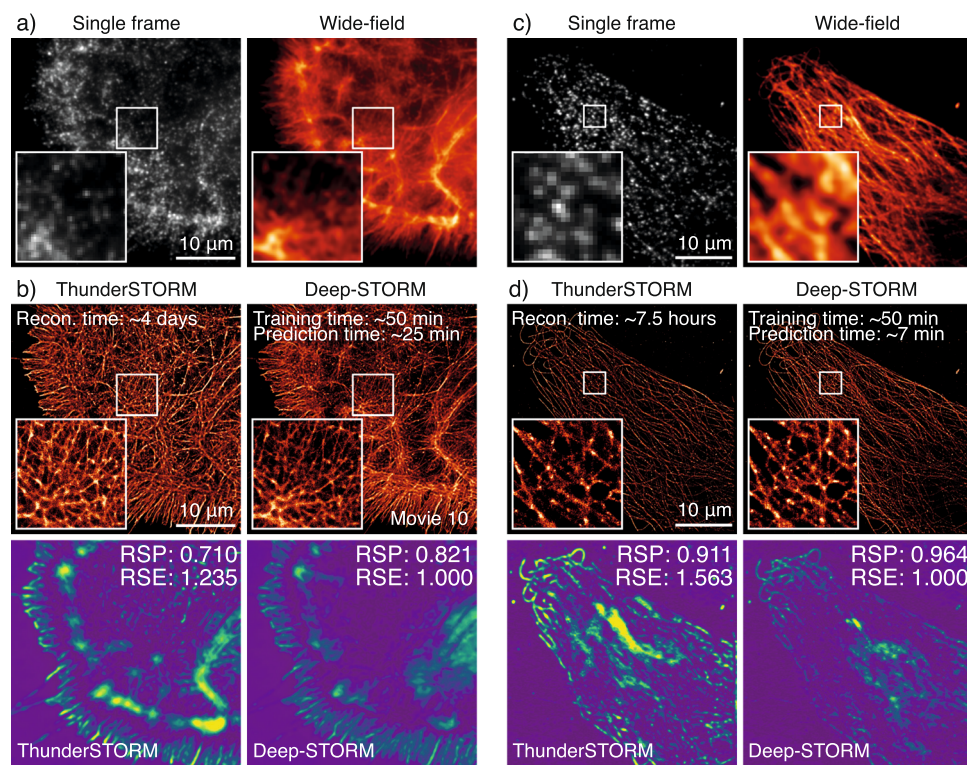 a)
Single frame
Wide-field
10 µm
c)
Single frame
Wide-field
10 µm
b)
ThunderSTORM
Deep-STORM
Recon. time: ~4 days
Training time: ~50 min
Prediction time: ~25 min
10 µm
Movie 10
RSP: 0.710
RSE: 1.235
RSP: 0.821
RSE: 1.000
ThunderSTORM
Deep-STORM
d)
ThunderSTORM
Deep-STORM
Recon. time: ~7.5 hours
Training time: ~50 min
Prediction time: ~7 min
10 µm
RSP: 0.911
RSE: 1.563
RSP: 0.964
RSE: 1.000
ThunderSTORM
Deep-STORM